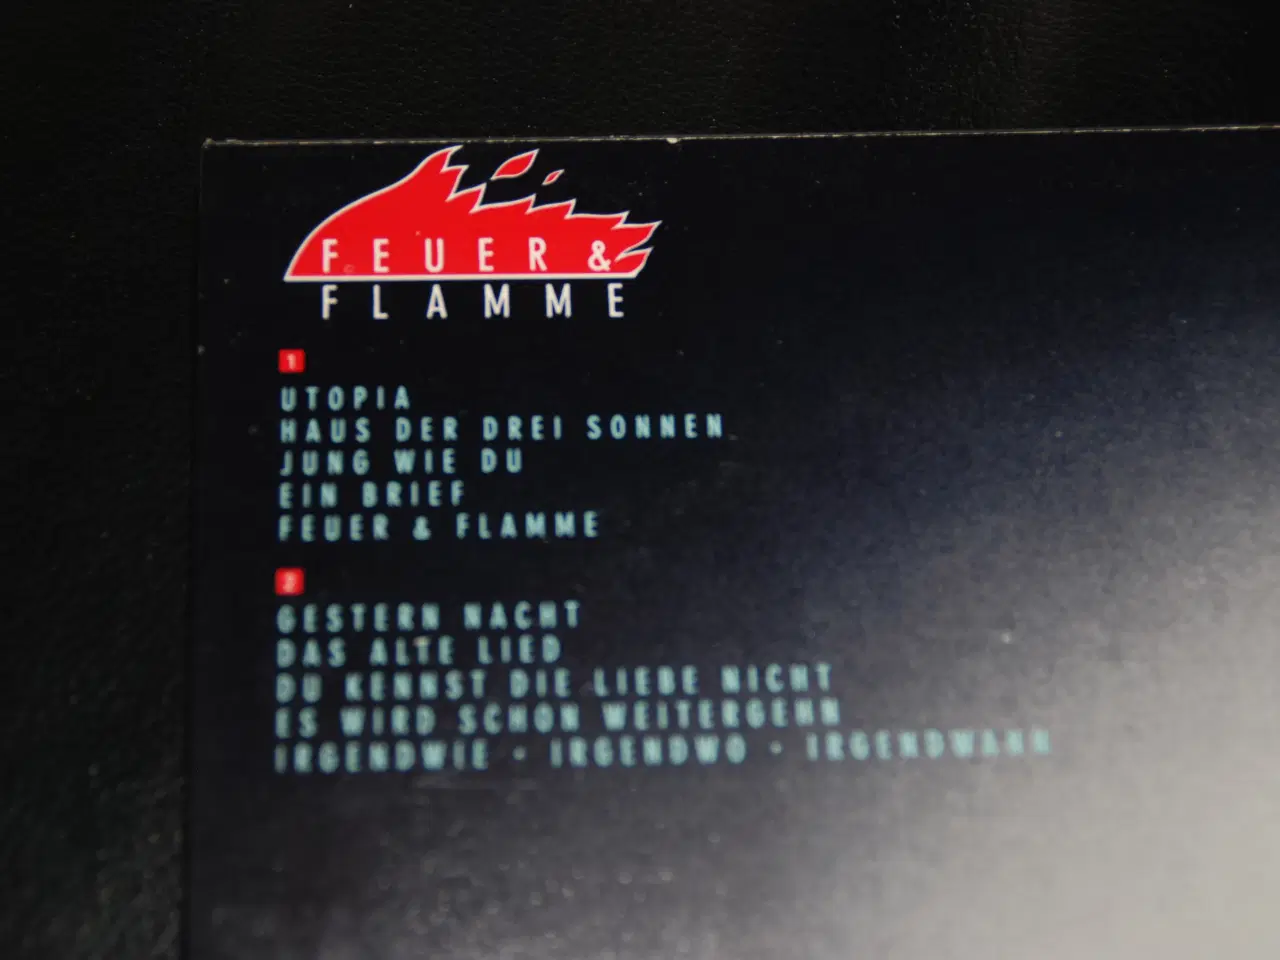 FEUER &
FLAMME
1
UTOPIA
HAUS DER DREI SONNEN
JUNG WIE DU
EIN BRIEF
FEUER & FLAMME
2
GESTERN NACHT
DAS ALTE LIED
DU KENNST DIE LIEBE NICHT
ES WIRD SCHON WEITERGEHN
IRGENDWIE - IRGENDWO - IRGENDWANN